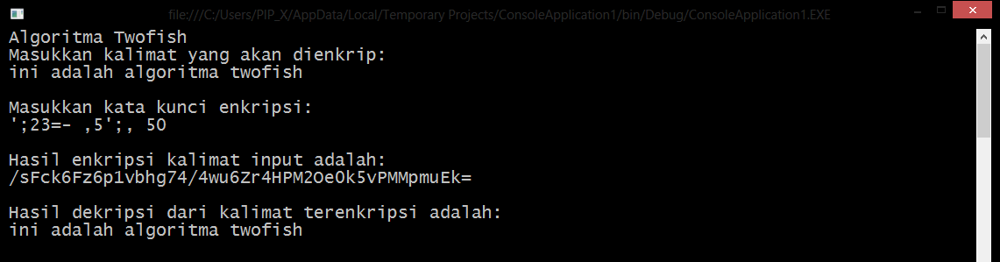 file:///C:/Users/PIP_X/AppData/Local/Temporary Projects/ConsoleApplication1/bin/Debug/ConsoleApplication1.EXE
Algoritma Twofish
Masukkan kalimat yang akan dienkrip:
ini adalah algoritma twofish
Masukkan kata kunci enkripsi:
';23=- ,5';, 50
Hasil enkripsi kalimat input adalah:
/sFck6Fz6p1vbhg74/4wu6Zr4HPM2Oe0k5vPMMpmuEk=
Hasil dekripsi dari kalimat terenkripsi adalah:
ini adalah algoritma twofish